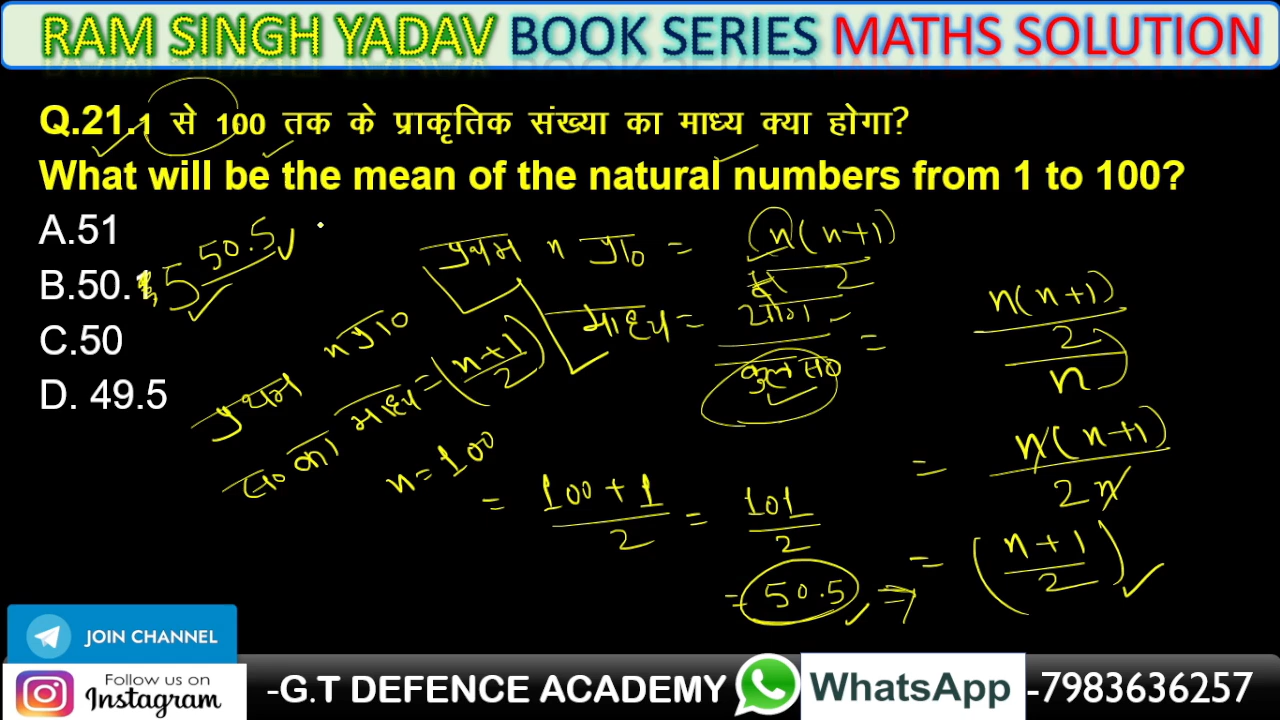 RAM SINGH YADAV BOOK SERIES MATHS SOLUTION
Q.21.1 से 100 तक के प्राकृतिक संख्या का माध्य क्या होगा?
What will be the mean of the natural numbers from 1 to 100?
A.51
50.5
B.50.
5
C.50
D. 49.5
प्रथम n प्रा० = n(n+1)
2
माध्य = योग / कुल सं० = n(n+1)/2 / n
प्रथम n प्रा०
सं० का माध्य = (n+1/2)
n = 100
= n(n+1)/2n
= 100+1/2 = 101/2
= (n+1/2)
= 50.5 ⇒
JOIN CHANNEL
Follow us on
Instagram
-G.T DEFENCE ACADEMY WhatsApp -7983636257